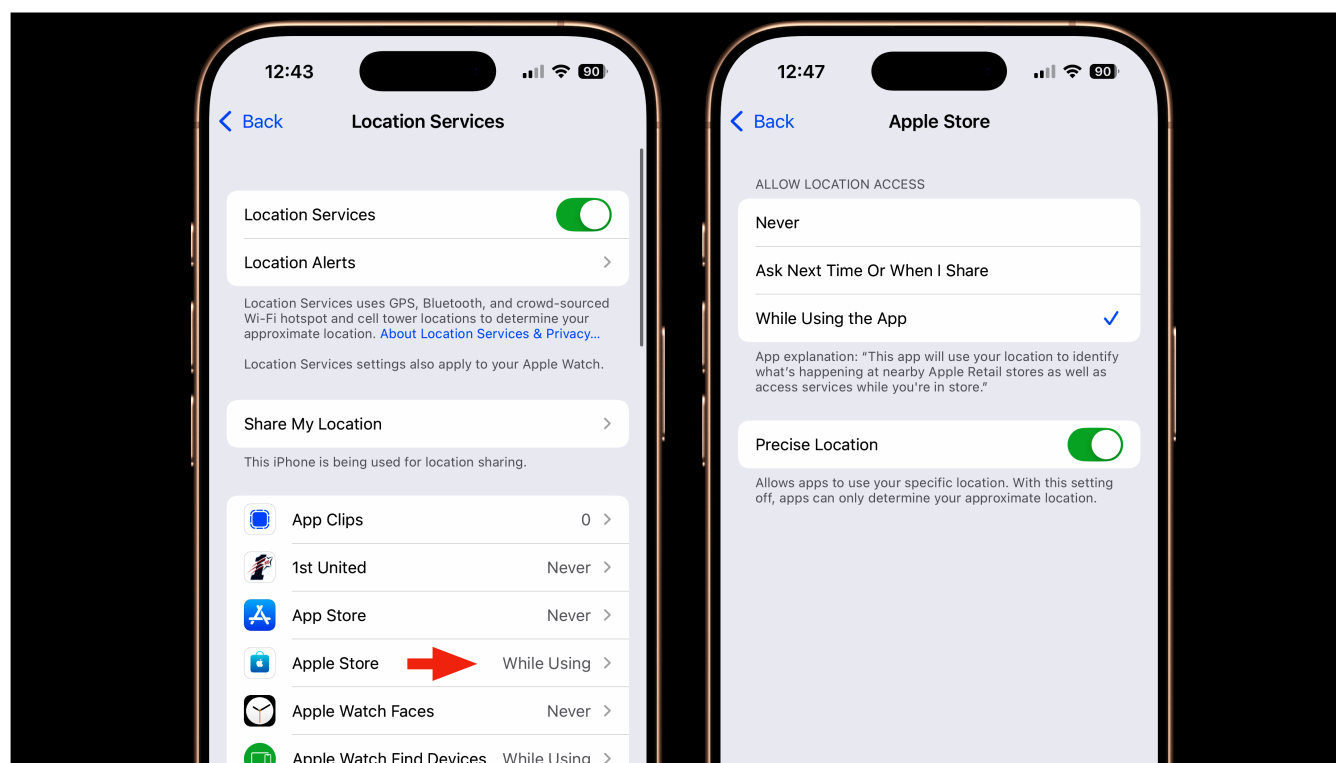 12:43
90
Back
Location Services
Location Services
Location Alerts
Location Services uses GPS, Bluetooth, and crowd-sourced
Wi-Fi hotspot and cell tower locations to determine your
approximate location. About Location Services & Privacy...
Location Services settings also apply to your Apple Watch.
Share My Location
This iPhone is being used for location sharing.
App Clips 0
1st United Never
App Store Never
Apple Store While Using
Apple Watch Faces Never
Apple Watch Find Devices While Using
12:47
90
Back
Apple Store
ALLOW LOCATION ACCESS
Never
Ask Next Time Or When I Share
While Using the App
App explanation: “This app will use your location to identify
what’s happening at nearby Apple Retail stores as well as
access services while you're in store.”
Precise Location
Allows apps to use your specific location. With this setting
off, apps can only determine your approximate location.